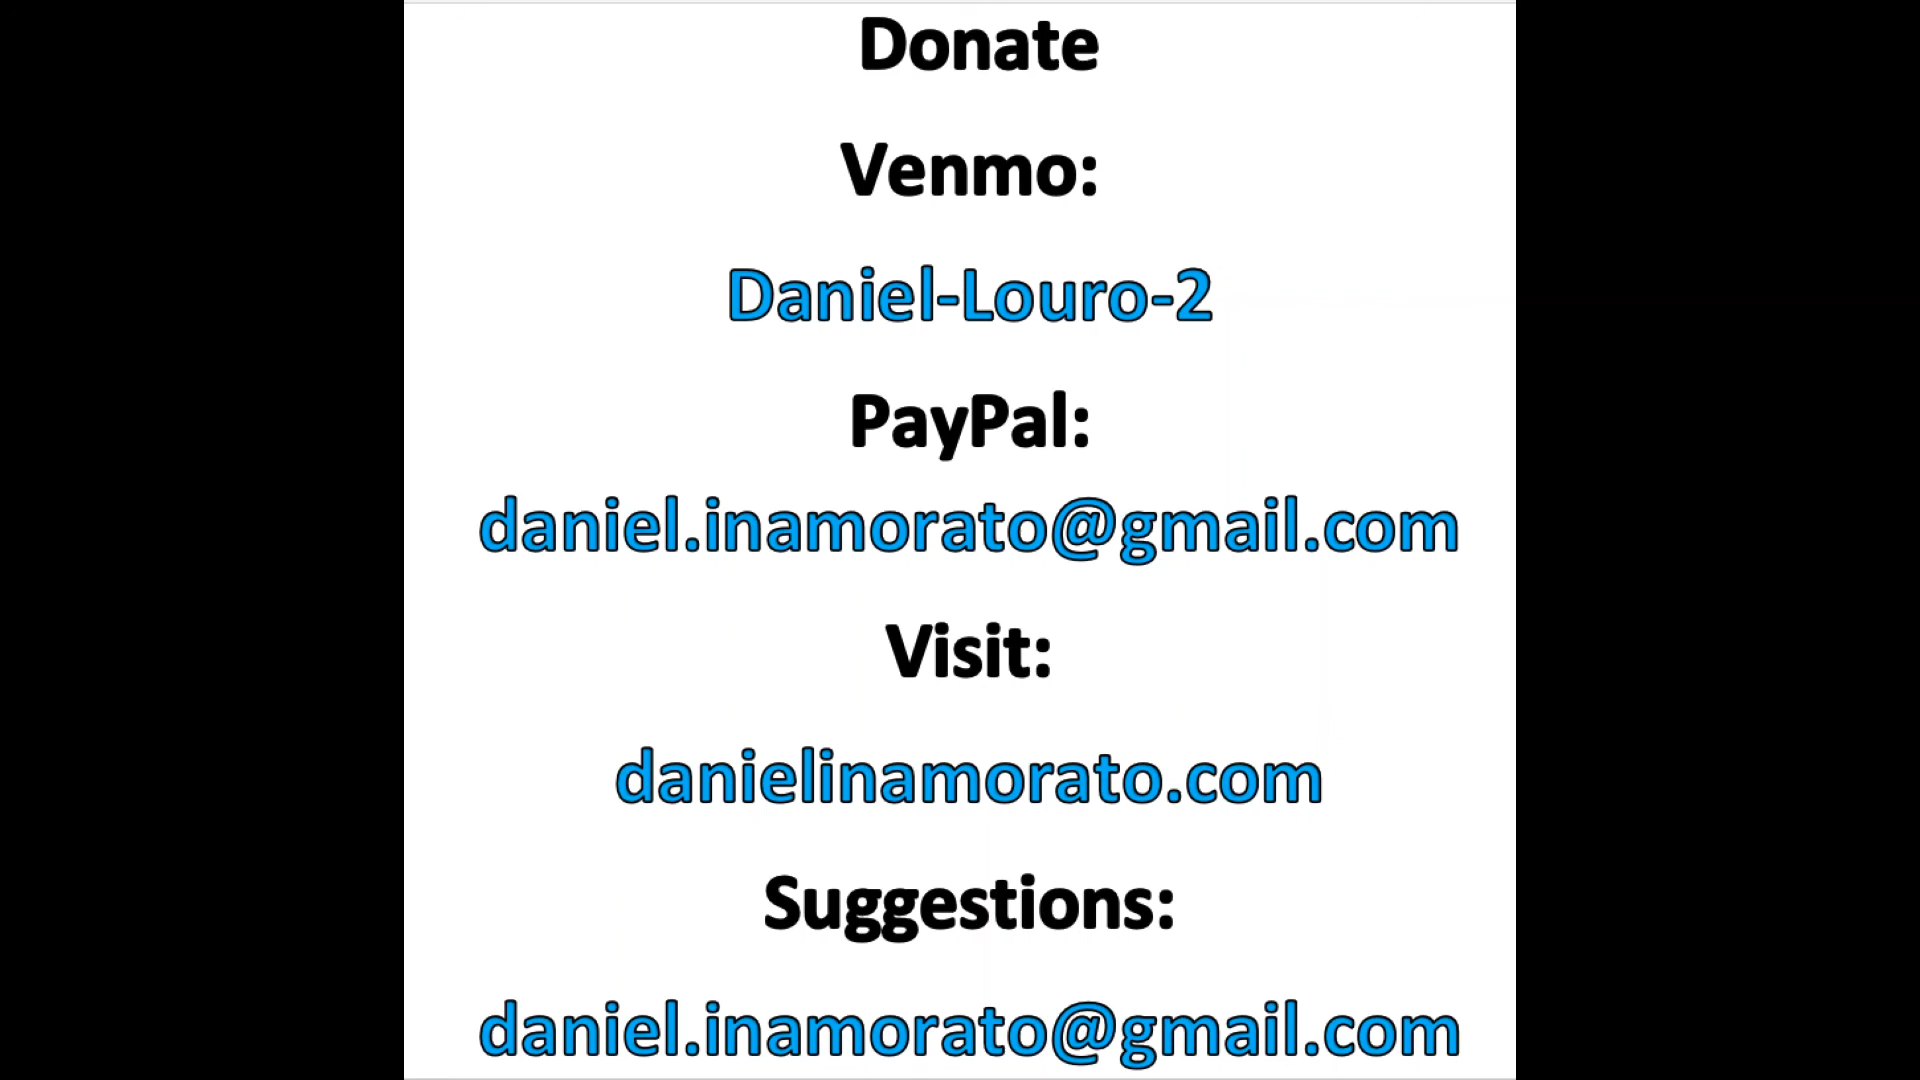 Donate
Venmo:
Daniel-Louro-2
PayPal:
daniel.inamorato@gmail.com
Visit:
danielinamorato.com
Suggestions:
daniel.inamorato@gmail.com